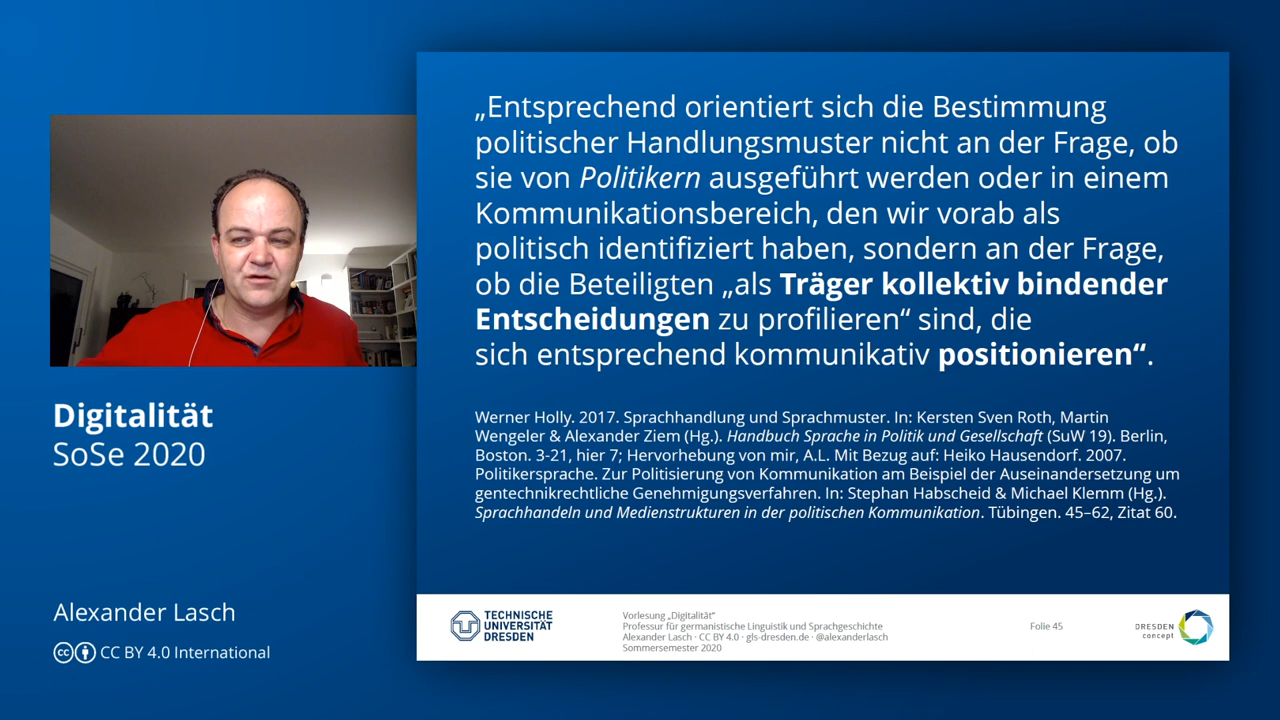 „Entsprechend orientiert sich die Bestimmung
politischer Handlungsmuster nicht an der Frage, ob
sie von Politikern ausgeführt werden oder in einem
Kommunikationsbereich, den wir vorab als
politisch identifiziert haben, sondern an der Frage,
ob die Beteiligten „als Träger kollektiv bindender
Entscheidungen zu profilieren“ sind, die
sich entsprechend kommunikativ positionieren“.
Werner Holly. 2017. Sprachhandlung und Sprachmuster. In: Kersten Sven Roth, Martin
Wengeler & Alexander Ziem (Hg.). Handbuch Sprache in Politik und Gesellschaft (SuW 19). Berlin,
Boston. 3-21, hier 7; Hervorhebung von mir, A.L. Mit Bezug auf: Heiko Hausendorf. 2007.
Politikersprache. Zur Politisierung von Kommunikation am Beispiel der Auseinandersetzung um
gentechnikrechtliche Genehmigungsverfahren. In: Stephan Habscheid & Michael Klemm (Hg.).
Sprachhandeln und Medienstrukturen in der politischen Kommunikation. Tübingen. 45–62, Zitat 60.
Digitalität
SoSe 2020
Alexander Lasch
CC BY 4.0 International
TECHNISCHE
UNIVERSITÄT
DRESDEN
Vorlesung „Digitalität“
Professur für germanistische Linguistik und Sprachgeschichte
Alexander Lasch · CC BY 4.0 · gls-dresden.de · @alexanderlasch
Sommersemester 2020
Folie 45
DRESDEN
concept